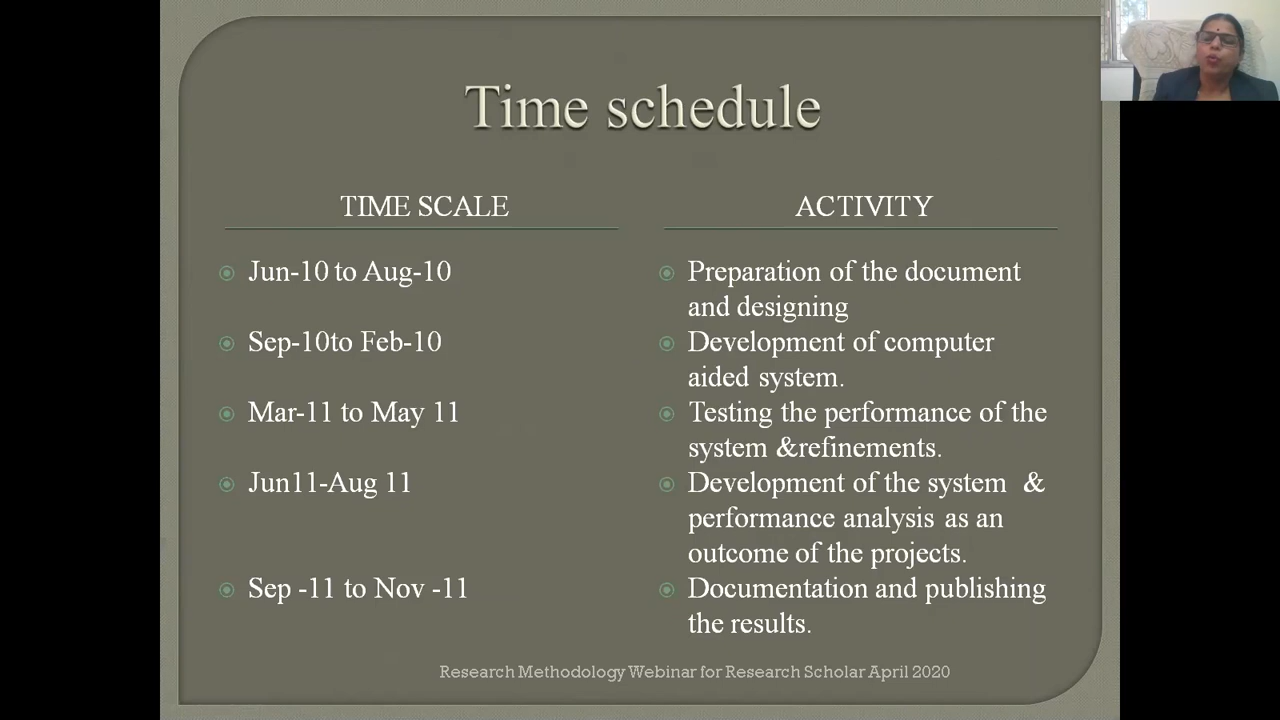 Time schedule
TIME SCALE
Jun-10 to Aug-10
Sep-10to Feb-10
Mar-11 to May 11
Jun11-Aug 11
Sep -11 to Nov -11
ACTIVITY
Preparation of the document
and designing
Development of computer
aided system.
Testing the performance of the
system &refinements.
Development of the system &
performance analysis as an
outcome of the projects.
Documentation and publishing
the results.
Research Methodology Webinar for Research Scholar April 2020